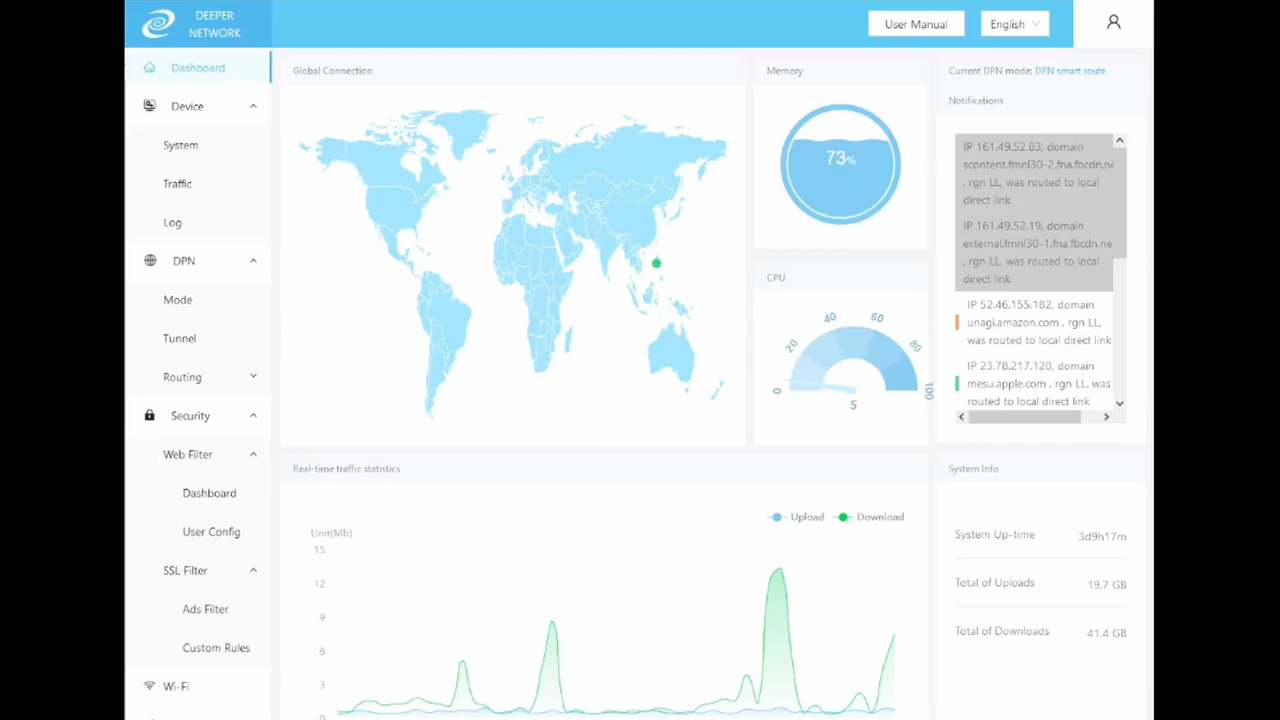 DEEPER
NETWORK
User Manual
English
Dashboard
Device
System
Traffic
Log
DPN
Mode
Tunnel
Routing
Security
Web Filter
Dashboard
User Config
SSL Filter
Ads Filter
Custom Rules
Wi-Fi
Global Connection
Memory
73%
CPU
0
20
40
60
80
100
5
Current DPN mode: DPN smart route
Notifications
IP 161.49.52.83, domain
scontent.fmnl30-2.fna.fbcdn.ne
, rgn LL, was routed to local
direct link
IP 161.49.52.19, domain
external.fmnl30-1.fna.fbcdn.ne
, rgn LL, was routed to local
direct link
IP 52.46.155.182, domain
unagi.amazon.com , rgn LL,
was routed to local direct link
IP 23.78.217.120, domain
mesu.apple.com , rgn LL, was
routed to local direct link
Real-time traffic statistics
Upload
Download
Unit(Mb)
15
12
9
6
3
0
System Info
System Up-time 3d9h17m
Total of Uploads 19.7 GB
Total of Downloads 41.4 GB